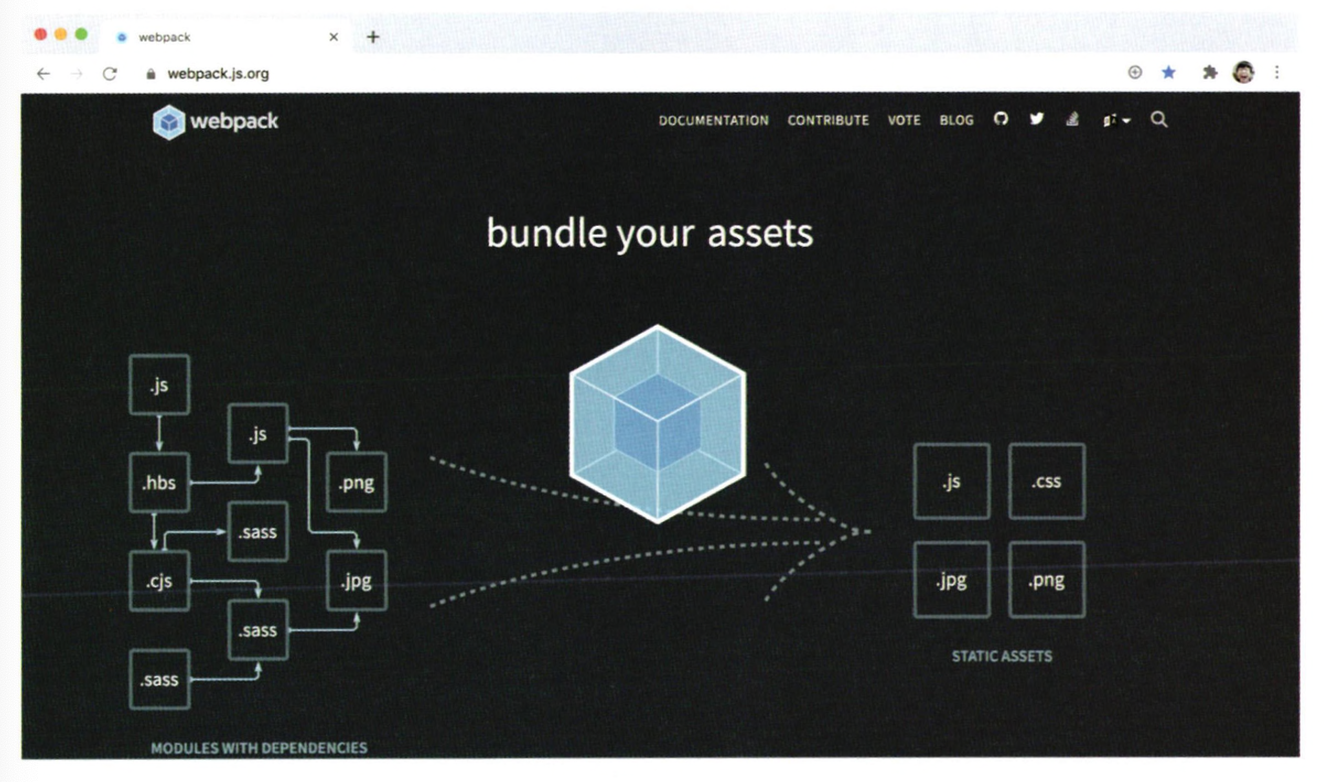 webpack
webpack.js.org
webpack
DOCUMENTATION CONTRIBUTE VOTE BLOG
bundle your assets
.js
.js
.hbs
.png
.sass
.cjs
.jpg
.sass
.sass
MODULES WITH DEPENDENCIES
.js
.css
.jpg
.png
STATIC ASSETS